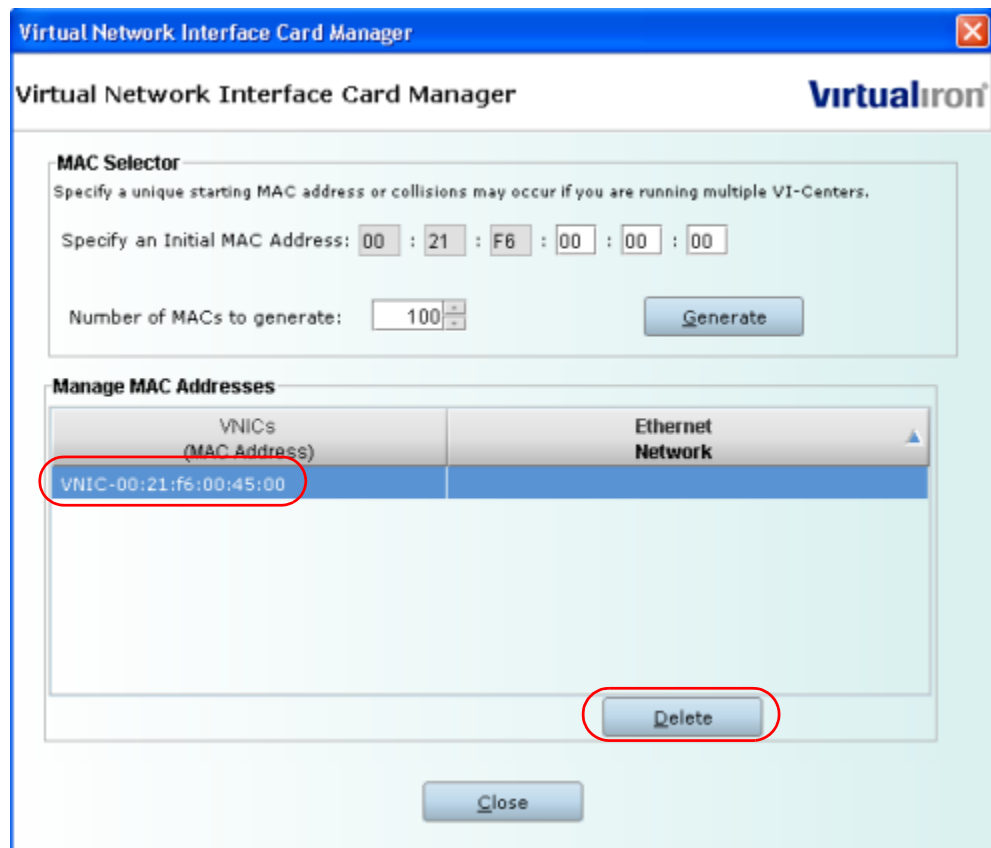 Virtual Network Interface Card Manager
Virtual Network Interface Card Manager
Virtualiron
MAC Selector
Specify a unique starting MAC address or collisions may occur if you are running multiple VI-Centers.
Specify an Initial MAC Address: 00 : 21 : F6 : 00 : 00 : 00
Number of MACs to generate: 100
Generate
Manage MAC Addresses
VNICs
(MAC Address)
Ethernet
Network
VNIC-00:21:f6:00:45:00
Delete
Close